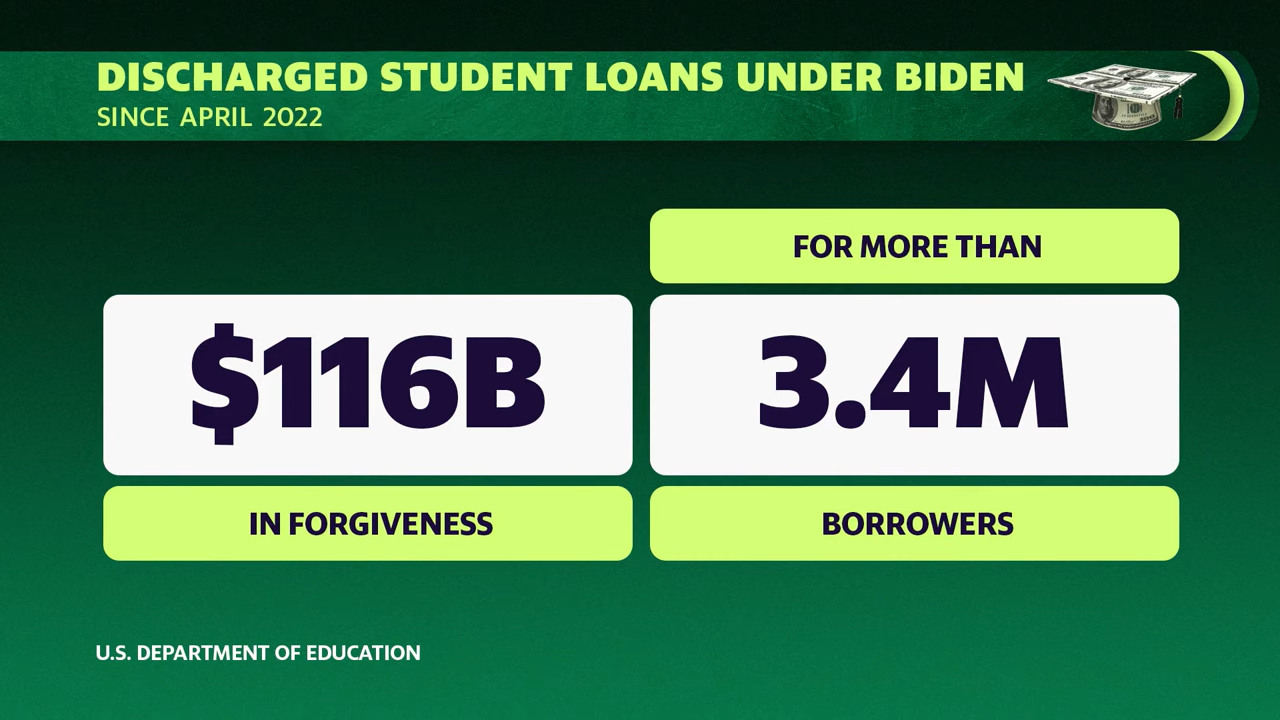 DISCHARGED STUDENT LOANS UNDER BIDEN
SINCE APRIL 2022
$116B
IN FORGIVENESS
FOR MORE THAN
3.4M
BORROWERS
U.S. DEPARTMENT OF EDUCATION